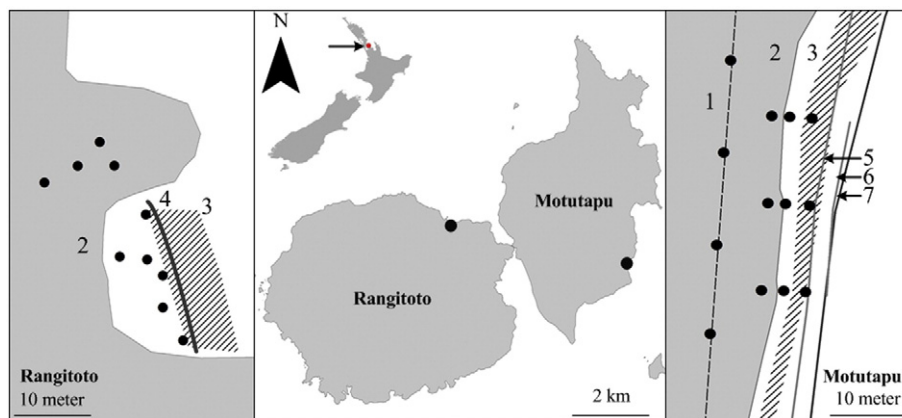 4 3
2
Rangitoto
10 meter
N
Motutapu
Rangitoto
2 km
2 3
1
5
6
7
Motutapu
10 meter